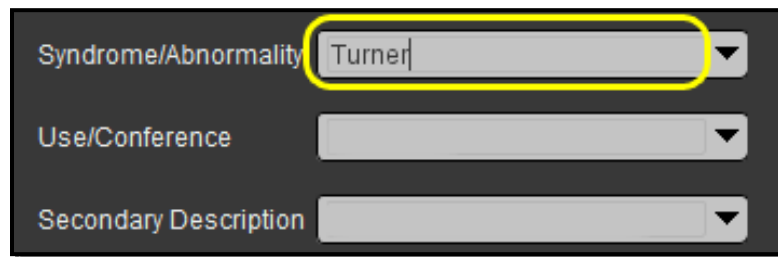 Syndrome/Abnormality Turner
Use/Conference
Secondary Description